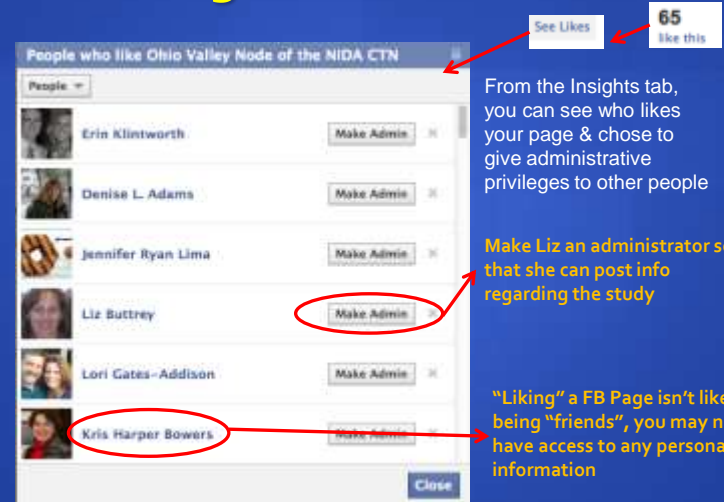 See Likes
65
like this
People who like Ohio Valley Node of the NIDA CTN
People
Erin Klintworth
Make Admin
Denise L. Adams
Make Admin
Jennifer Ryan Lima
Make Admin
Liz Buttrey
Make Admin
Lori Gates-Addison
Make Admin
Kris Harper Bowers
Make Admin
Close
From the Insights tab,
you can see who likes
your page & chose to
give administrative
privileges to other people
Make Liz an administrator
that she can post info
regarding the study
“Liking” a FB Page isn’t
being “friends”, you may
have access to any
information